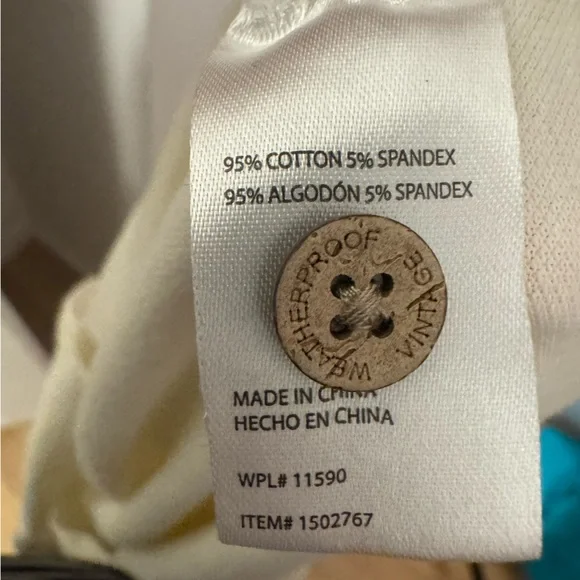 95% COTTON 5% SPANDEX
95% ALGODÓN 5% SPANDEX
WEATHERPROOF
VINTAGE
MADE IN CHINA
HECHO EN CHINA
WPL# 11590
ITEM# 1502767